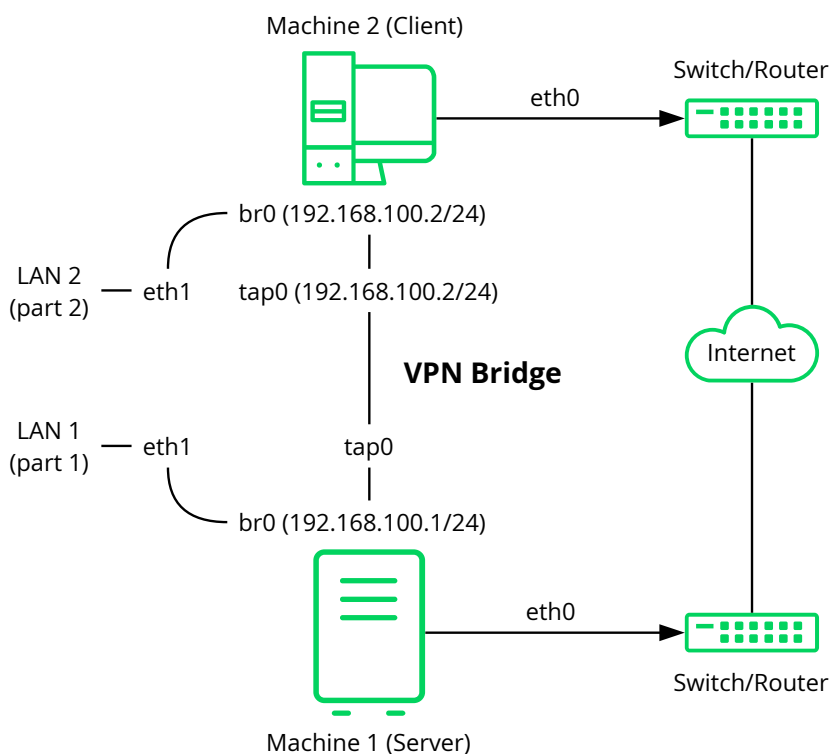 Machine 2 (Client)
Switch/Router
eth0
br0 (192.168.100.2/24)
LAN 2
(part 2)
eth1
tap0 (192.168.100.2/24)
Internet
VPN Bridge
LAN 1
(part 1)
eth1
tap0
br0 (192.168.100.1/24)
eth0
Switch/Router
Machine 1 (Server)